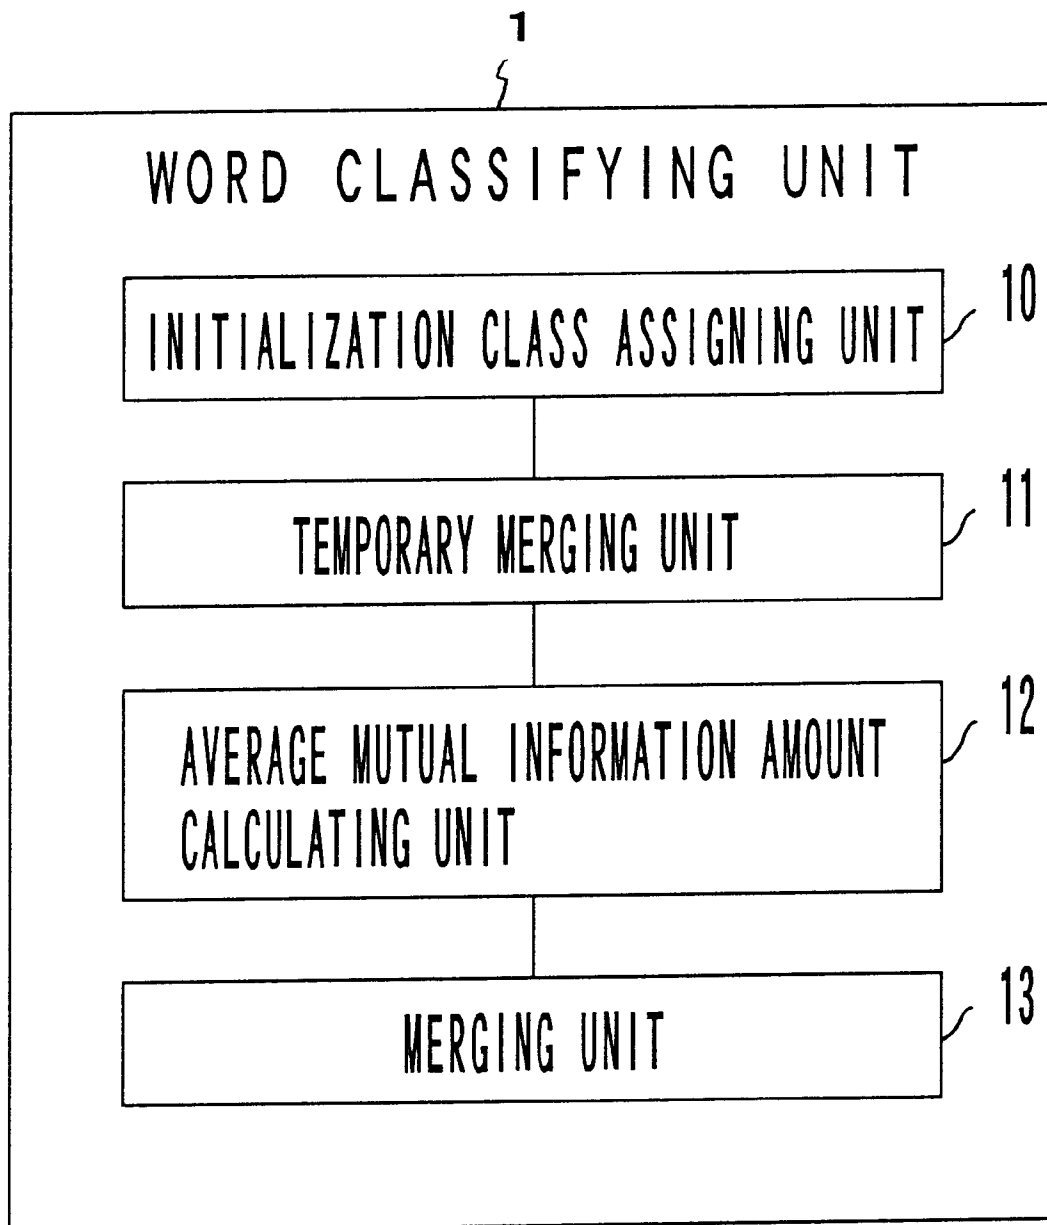 1
WORD CLASSIFYING UNIT
10
INITIALIZATION CLASS ASSIGNING UNIT
11
TEMPORARY MERGING UNIT
12
AVERAGE MUTUAL INFORMATION AMOUNT
CALCULATING UNIT
13
MERGING UNIT